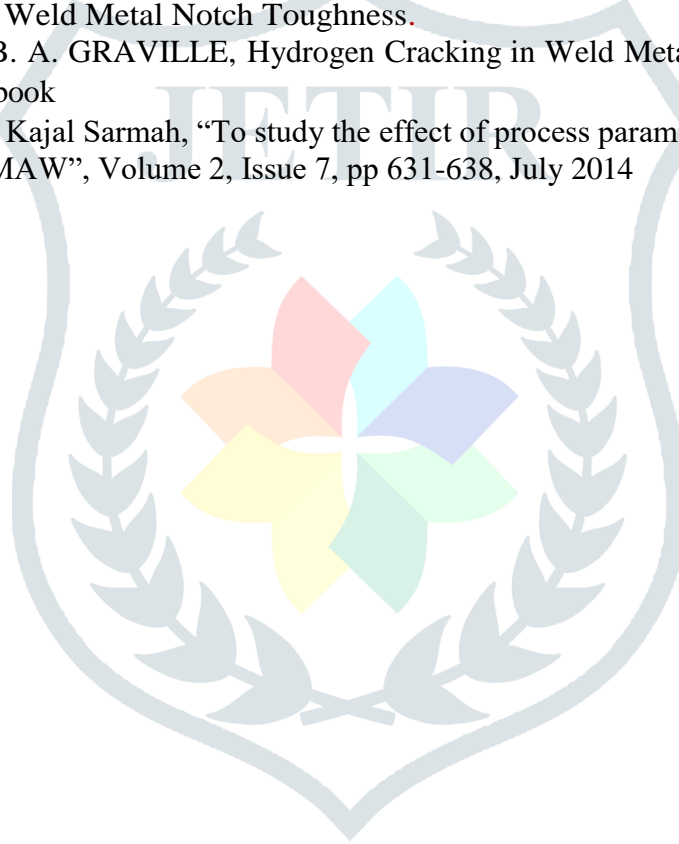 Weld Metal Notch Toughness.
B. A. GRAVILLE, Hydrogen Cracking in Weld Meta
book
Kajal Sarmah, “To study the effect of process param
MAW”, Volume 2, Issue 7, pp 631-638, July 2014
JETIR